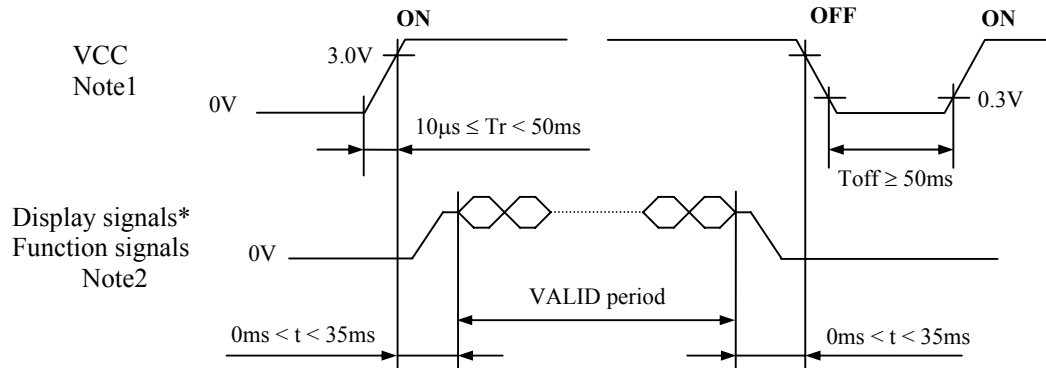 ON
OFF
ON
VCC
Note1
3.0V
0V
0.3V
10μs ≤ Tr < 50ms
Toff ≥ 50ms
Display signals*
Function signals
Note2
0V
VALID period
0ms < t < 35ms
0ms < t < 35ms